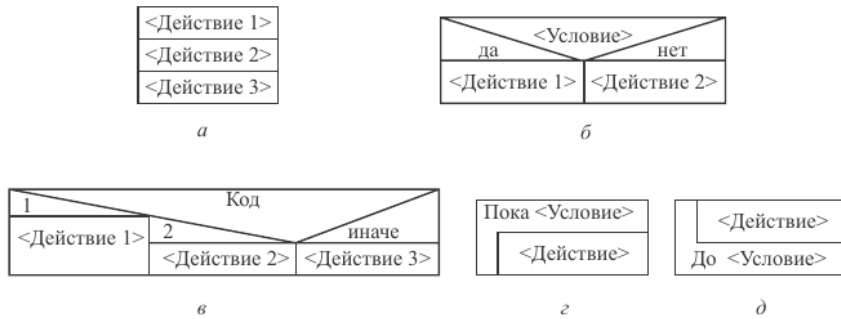 <Действие 1>
<Действие 2>
<Действие 3>
а
<Условие>
да нет
<Действие 1> <Действие 2>
б
Код
1
<Действие 1> 2 иначе
<Действие 2> <Действие 3>
в
Пока <Условие>
<Действие>
г
<Действие>
До <Условие>
д